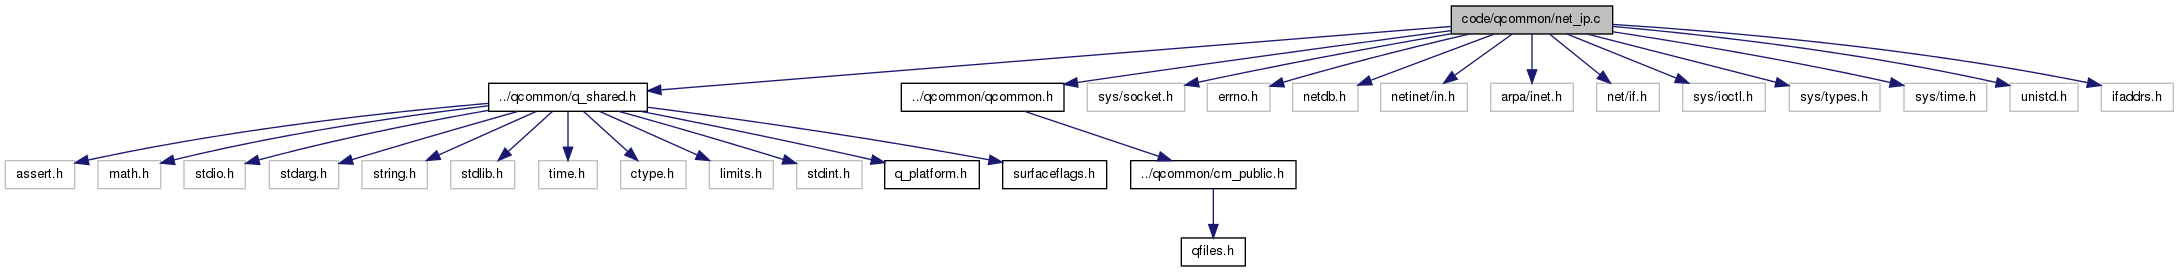 code/qcommon/net_ip.c
../qcommon/q_shared.h
../qcommon/qcommon.h
sys/socket.h
errno.h
netdb.h
netinet/in.h
arpa/inet.h
net/if.h
sys/ioctl.h
sys/types.h
sys/time.h
unistd.h
ifaddrs.h
assert.h
math.h
stdio.h
stdarg.h
string.h
stdlib.h
time.h
ctype.h
limits.h
stdint.h
q_platform.h
surfaceflags.h
../qcommon/cm_public.h
qfiles.h